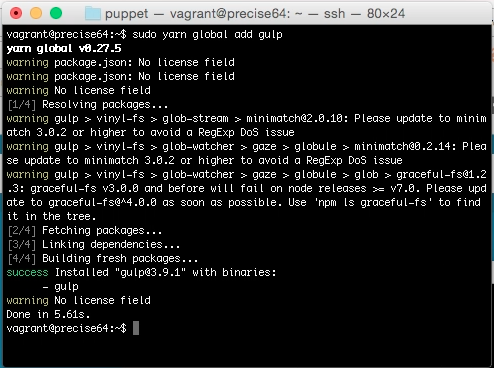 puppet — vagrant@precise64: ~ — ssh — 80×24
vagrant@precise64:~$ sudo yarn global add gulp
yarn global v0.27.5
warning package.json: No license field
warning package.json: No license field
warning No license field
[1/4] Resolving packages...
warning gulp > vinyl-fs > glob-stream > minimatch@2.0.10: Please update to minim
atch 3.0.2 or higher to avoid a RegExp DoS issue
warning gulp > vinyl-fs > glob-watcher > gaze > globule > minimatch@0.2.14: Plea
se update to minimatch 3.0.2 or higher to avoid a RegExp DoS issue
warning gulp > vinyl-fs > glob-watcher > gaze > globule > glob > graceful-fs@1.2
.3: graceful-fs v3.0.0 and before will fail on node releases >= v7.0. Please upd
ate to graceful-fs@^4.0.0 as soon as possible. Use 'npm ls graceful-fs' to find
it in the tree.
[2/4] Fetching packages...
[3/4] Linking dependencies...
[4/4] Building fresh packages...
success Installed "gulp@3.9.1" with binaries:
- gulp
warning No license field
Done in 5.61s.
vagrant@precise64:~$